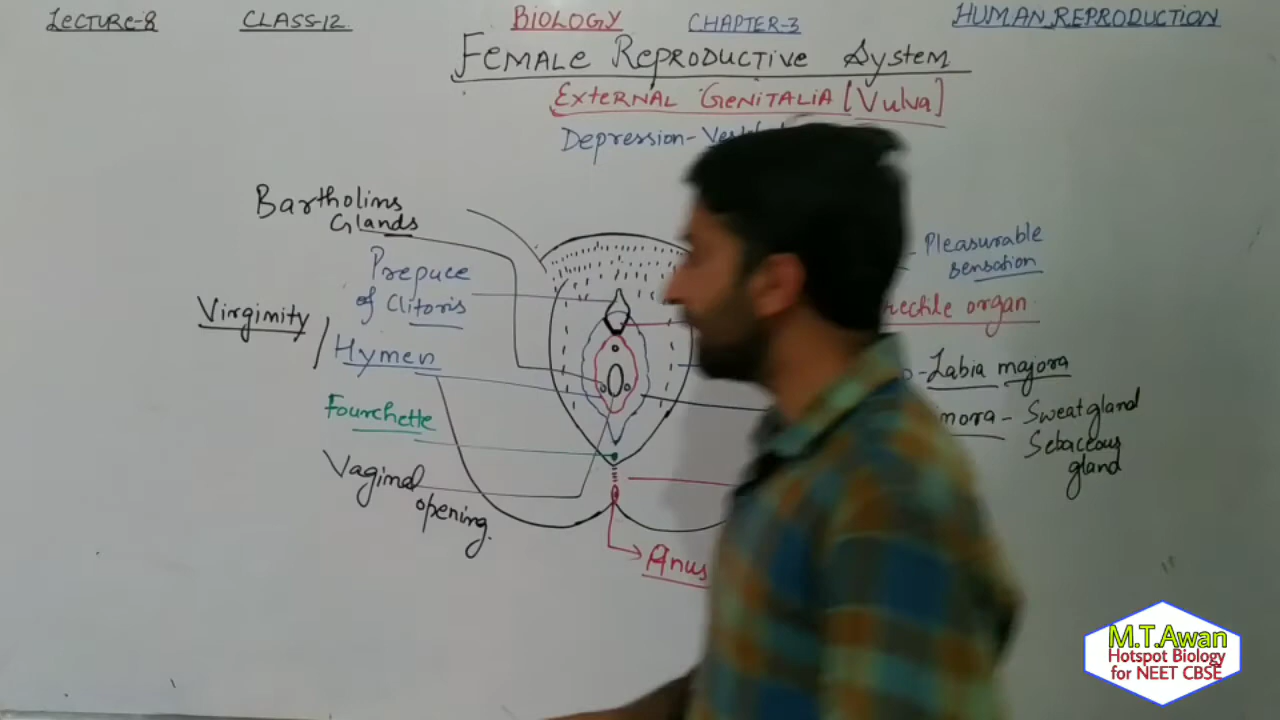 LECTURE-8 CLASS-12 BIOLOGY CHAPTER-3 HUMAN REPRODUCTION
FEMALE REPRODUCTIVE System
EXTERNAL GENITALIA [Vulva]
Depression-
Bartholins
Glands
Prepuce
of Clitoris
Virgimity / Hymen
Fourchette
Vaginal
opening.
Anus
Pleasurable
sensation
organ
Labia majora
Sweat gland
Sebaceous
gland
M.T.Awan
Hotspot Biology
for NEET CBSE